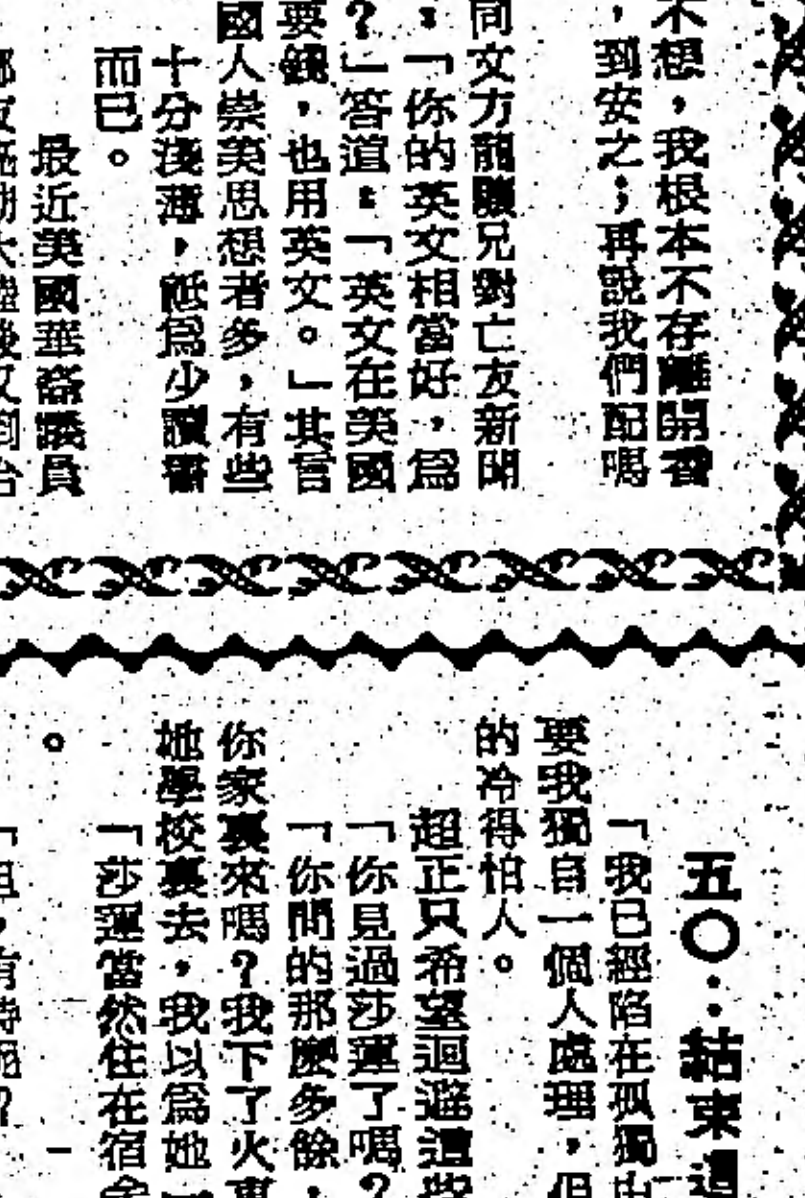 不想,我根本不存離開香
,到安之;再說我們配嗎
同文方龍驤兄對亡友新聞
:「你的英文相當好,爲
?」答道:「英文在美國
要錢,也用英文。」其言
國人崇美思想者多,有些
十分淺薄,祗爲少讀書
而已。
最近美國華裔議員
五〇:結束這
「我已經陷在孤獨中
要我獨自一個人處理,但
的冷得怕人。
超正只希望迴避這些
「你見過莎蓮了嗎?
「你問的那麼多餘,
你家裏來嗎?我下了火車
她學校裏去,我以爲她一
「莎蓮當然住在宿舍
。